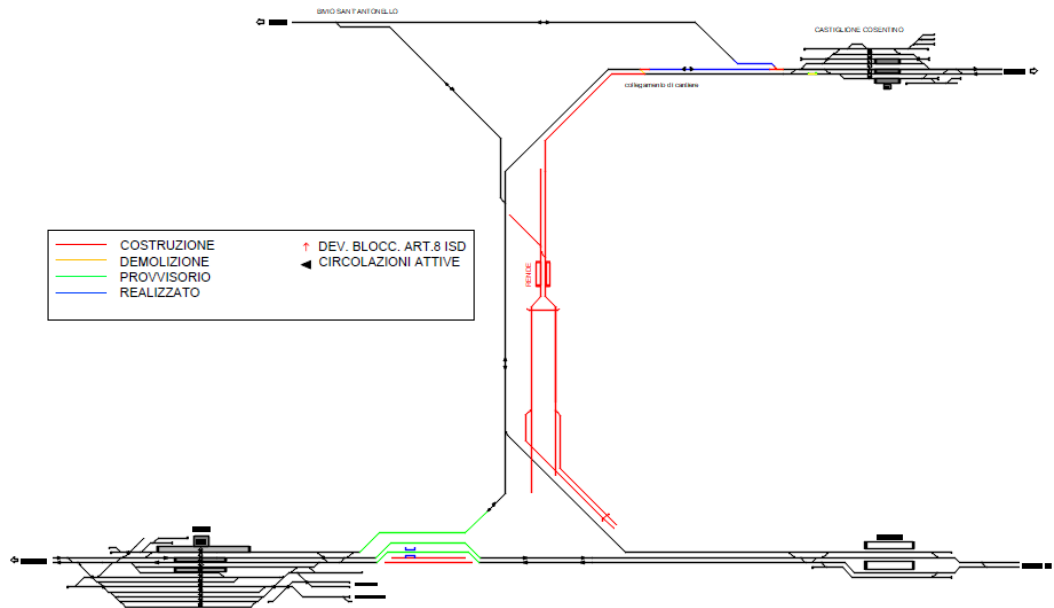 BIVIO SANT'ANTONELLO
CASTIGLIONE COSENTINO
collegamento di cantiere
COSTRUZIONE
DEMOLIZIONE
PROVVISORIO
REALIZZATO
DEV. BLOCC. ART.8 ISD
CIRCOLAZIONI ATTIVE
RENDE